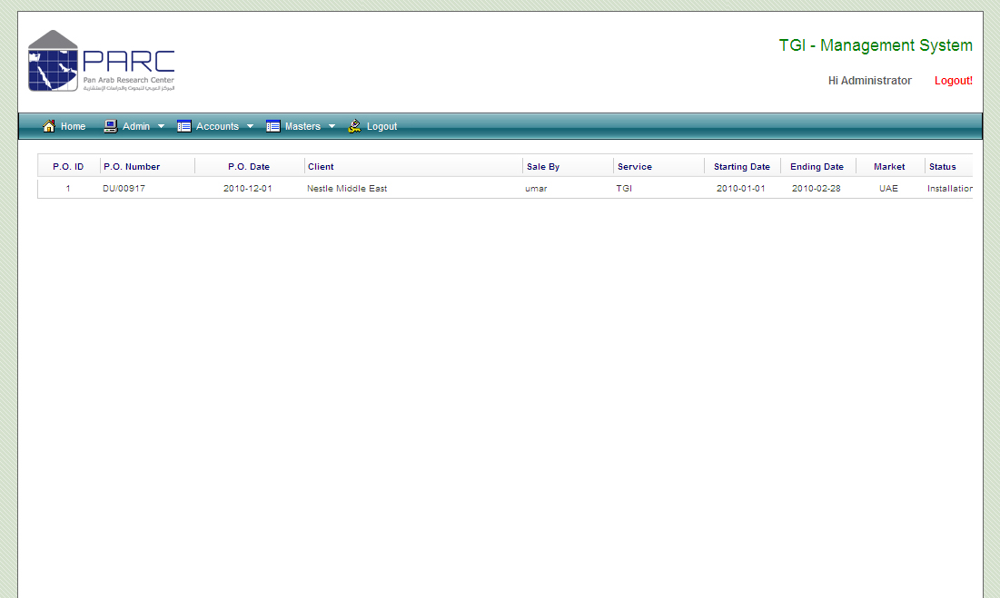 PARC
Pan Arab Research Center
المركز العربي للبحوث والدراسات الإستشارية
TGI - Management System
Hi Administrator Logout!
Home Admin Accounts Masters Logout
P.O. ID P.O. Number P.O. Date Client Sale By Service Starting Date Ending Date Market Status
1 DU/00917 2010-12-01 Nestle Middle East umar TGI 2010-01-01 2010-02-28 UAE Installation